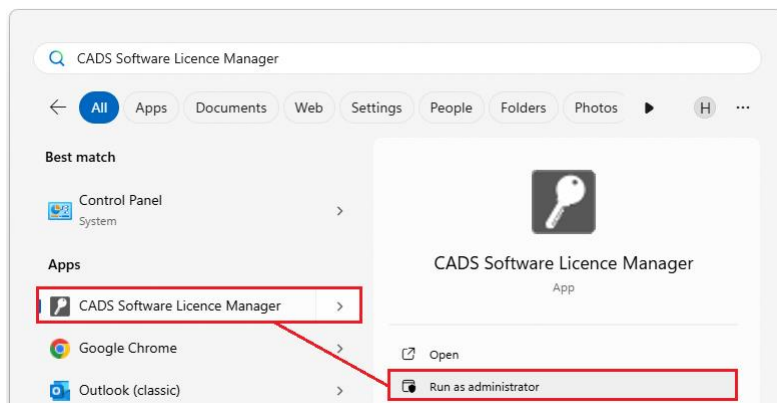 CADS Software Licence Manager
All Apps Documents Web Settings People Folders Photos H
Best match
Control Panel
System
Apps
CADS Software Licence Manager
Google Chrome
Outlook (classic)
CADS Software Licence Manager
App
Open
Run as administrator